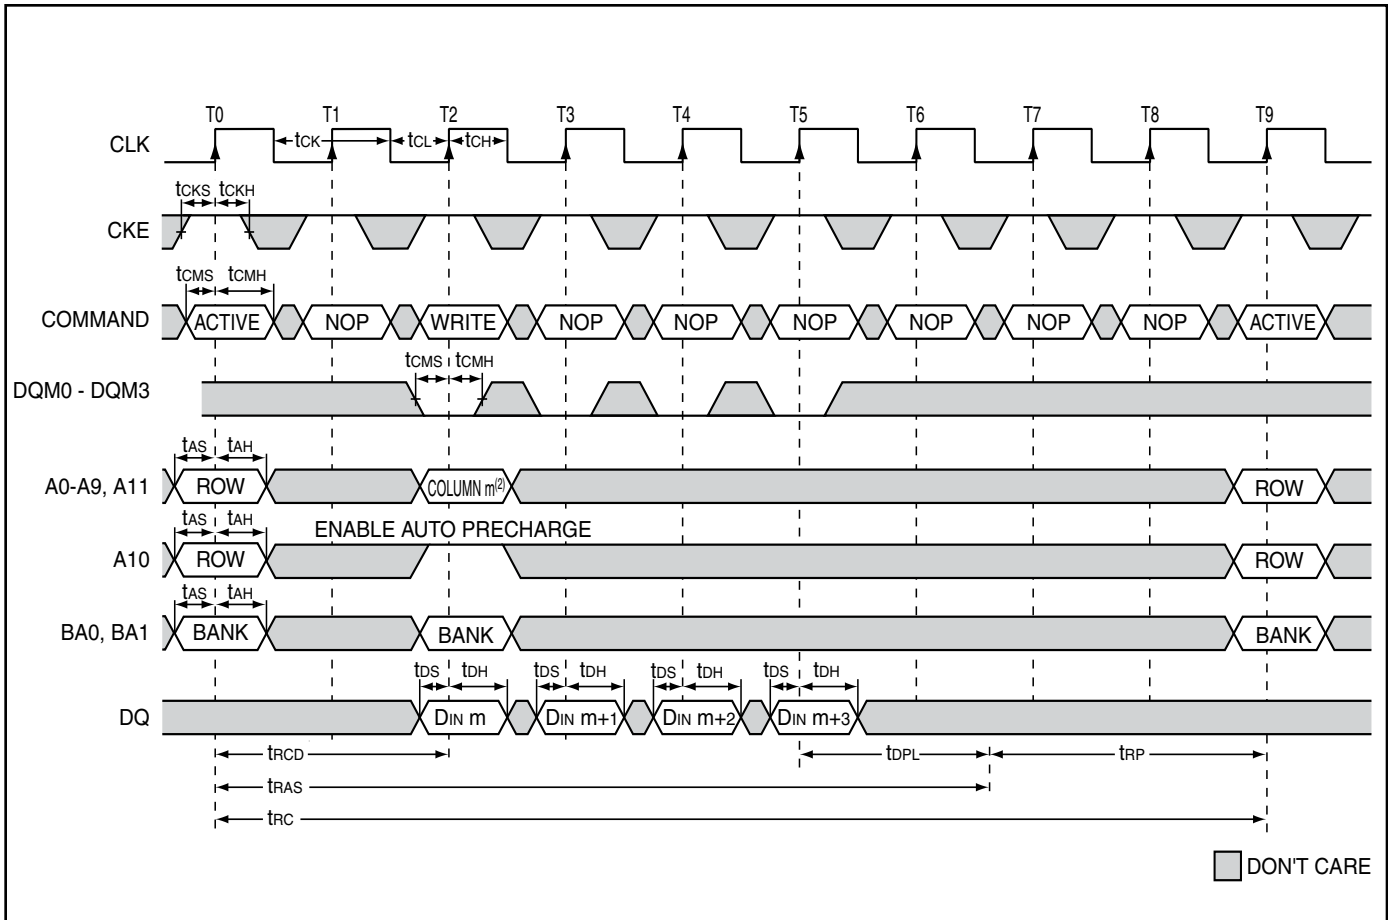 T0 T1 T2 T3 T4 T5 T6 T7 T8 T9
CLK tCK tCL tCH
tCKS tCKH
CKE
tCMS tCMH
COMMAND ACTIVE NOP WRITE NOP NOP NOP NOP NOP NOP ACTIVE
tCMS tCMH
DQM0 - DQM3
tAS tAH
A0-A9, A11 ROW COLUMN m(2) ROW
tAS tAH ENABLE AUTO PRECHARGE
A10 ROW ROW
tAS tAH
BA0, BA1 BANK BANK BANK
tDS tDH tDS tDH tDS tDH tDS tDH
DQ DIN m DIN m+1 DIN m+2 DIN m+3
tRCD tDPL tRP
tRAS
tRC
DON'T CARE